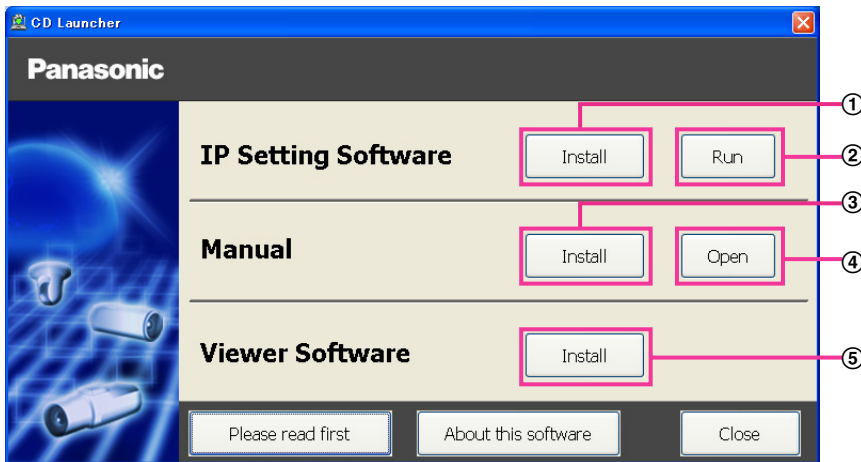 CD Launcher
Panasonic
①
IP Setting Software Install Run ②
③
Manual Install Open ④
Viewer Software Install ⑤
Please read first About this software Close